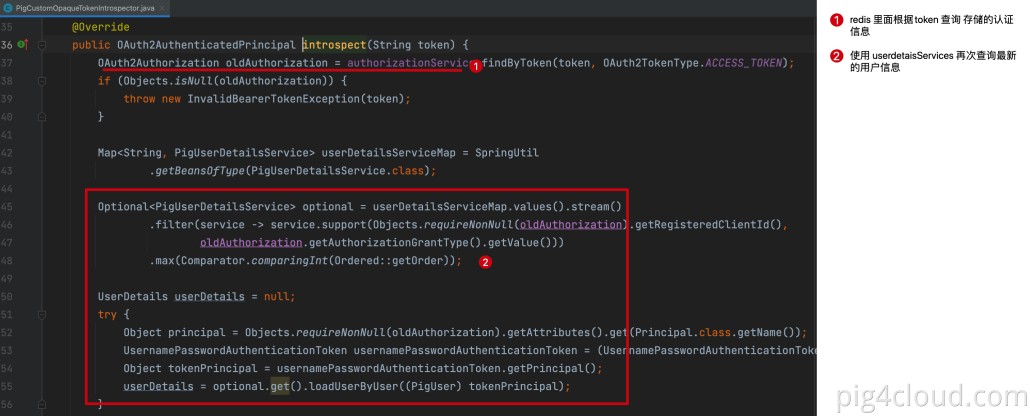 PigCustomOpaqueTokenIntrospector.java
35 @Override
36 public OAuth2AuthenticatedPrincipal introspect(String token) {
37 OAuth2Authorization oldAuthorization = authorizationService.findByToken(token, OAuth2TokenType.ACCESS_TOKEN);
1
38 if (Objects.isNull(oldAuthorization)) {
39 throw new InvalidBearerTokenException(token);
40 }
41
42 Map<String, PigUserDetailsService> userDetailsServiceMap = SpringUtil
43 .getBeansOfType(PigUserDetailsService.class);
44
45 Optional<PigUserDetailsService> optional = userDetailsServiceMap.values().stream()
46 .filter(service -> service.support(Objects.requireNonNull(oldAuthorization).getRegisteredClientId(),
47 oldAuthorization.getAuthorizationGrantType().getValue()))
48 .max(Comparator.comparingInt(Ordered::getOrder));
2
49
50 UserDetails userDetails = null;
51 try {
52 Object principal = Objects.requireNonNull(oldAuthorization).getAttributes().get(Principal.class.getName());
53 UsernamePasswordAuthenticationToken usernamePasswordAuthenticationToken = (UsernamePasswordAuthenticationToke
54 Object tokenPrincipal = usernamePasswordAuthenticationToken.getPrincipal();
55 userDetails = optional.get().loadUserByUser((PigUser) tokenPrincipal);
56 }
1 redis 里面根据 token 查询 存储的认证
信息
2 使用 userdetaisServices 再次查询最新
的用户信息
pig4cloud.com